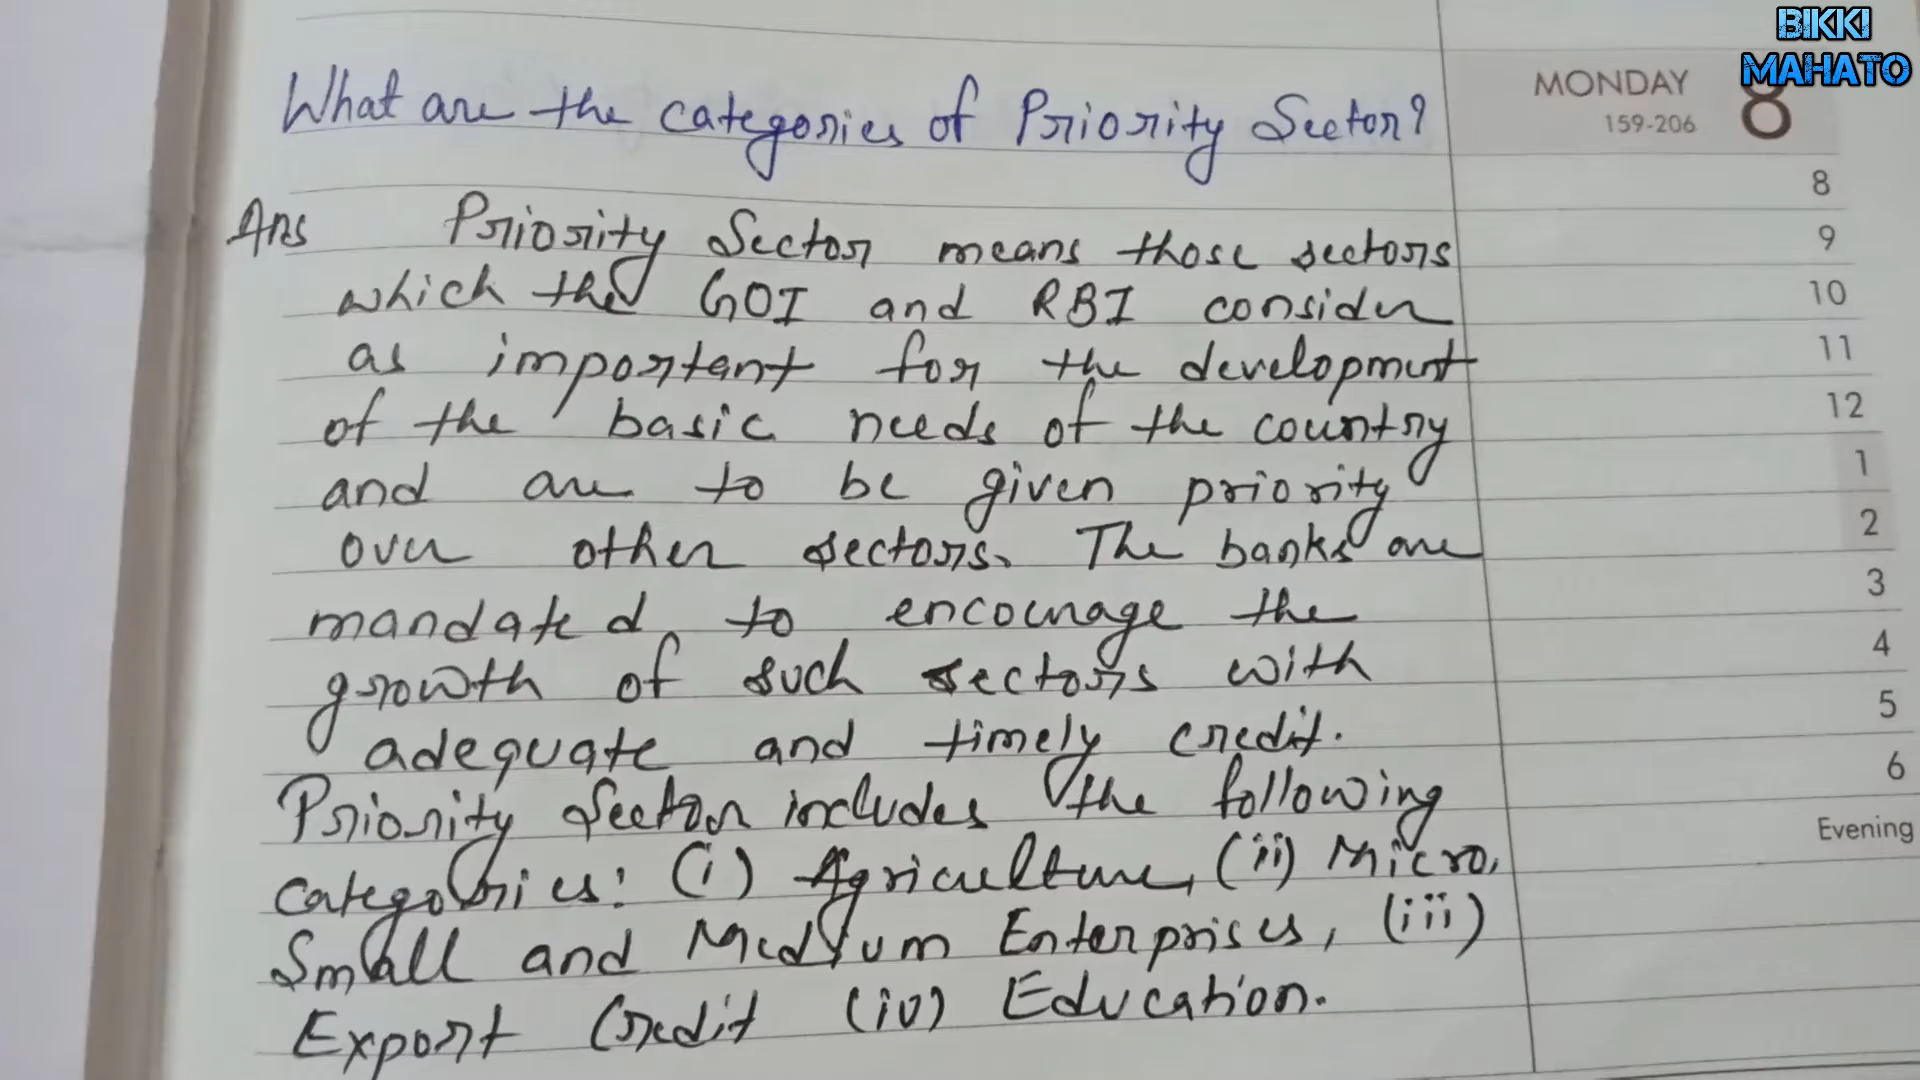 BIKKI
MAHATO
MONDAY 8
159-206
What are the categories of Priority Sector?
Ans Priority Sector means those sectors
which the GOI and RBI consider
as important for the development
of the basic needs of the country
and are to be given priority
over other sectors. The banks are
mandated to encourage the
growth of such sectors with
adequate and timely credit.
Priority Sector includes the following
categories: (i) Agriculture, (ii) Micro,
Small and Medium Enterprises, (iii)
Export Credit (iv) Education.
8
9
10
11
12
1
2
3
4
5
6
Evening